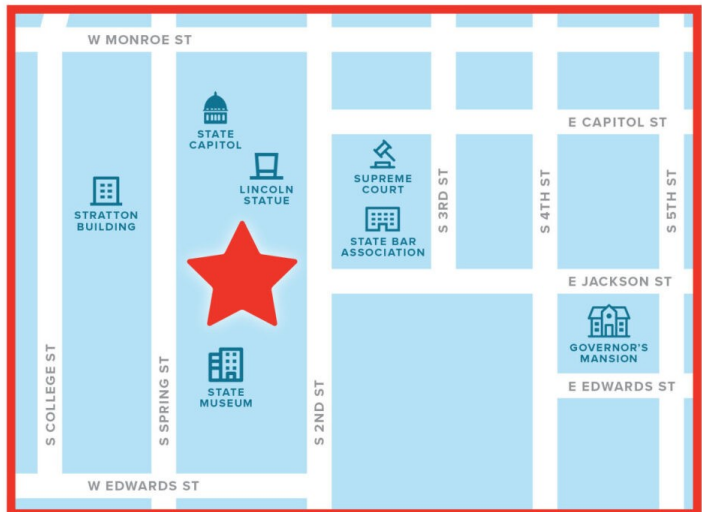 W MONROE ST
E CAPITOL ST
STATE
CAPITOL
SUPREME
COURT
LINCOLN
STATUE
STRATTON
BUILDING
STATE BAR
ASSOCIATION
S 3RD ST
S 4TH ST
S 5TH ST
E JACKSON ST
GOVERNOR'S
MANSION
STATE
MUSEUM
E EDWARDS ST
S COLLEGE ST
S SPRING ST
S 2ND ST
W EDWARDS ST